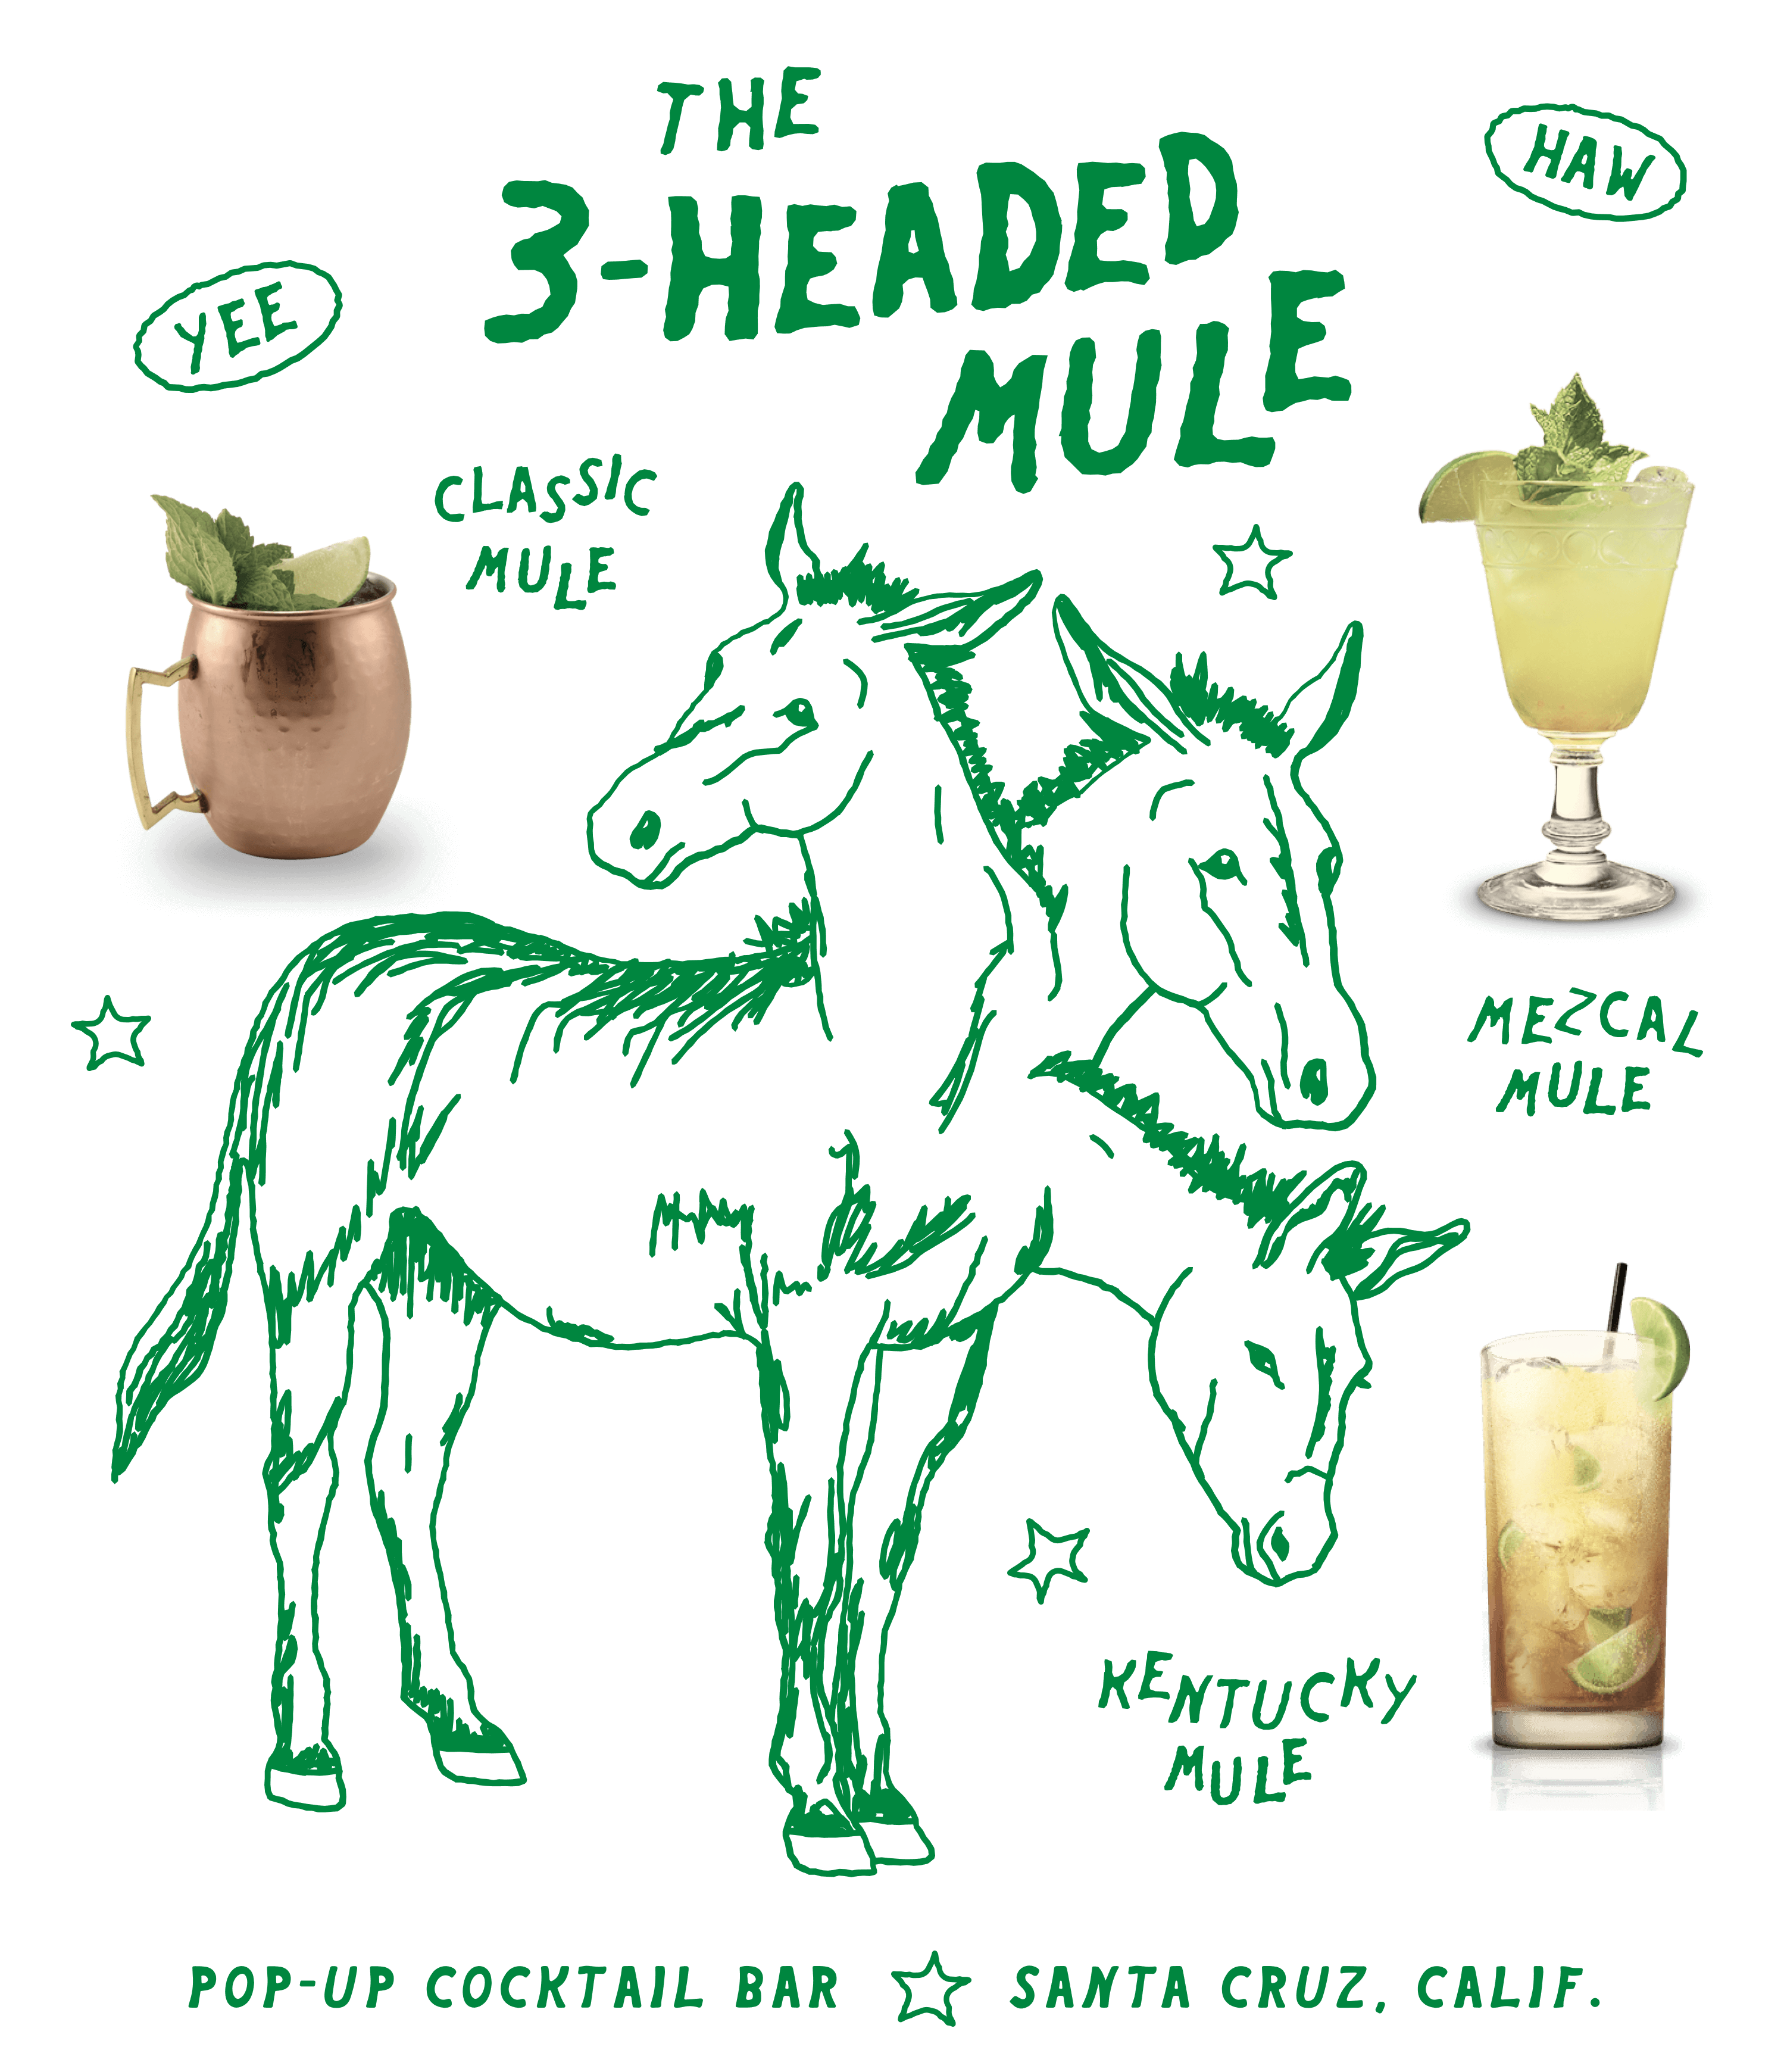 THE
3-HEADED
MULE
YEE
HAW
CLASSIC
MULE
MEZCAL
MULE
KENTUCKY
MULE
POP-UP COCKTAIL BAR ☆ SANTA CRUZ, CALIF.